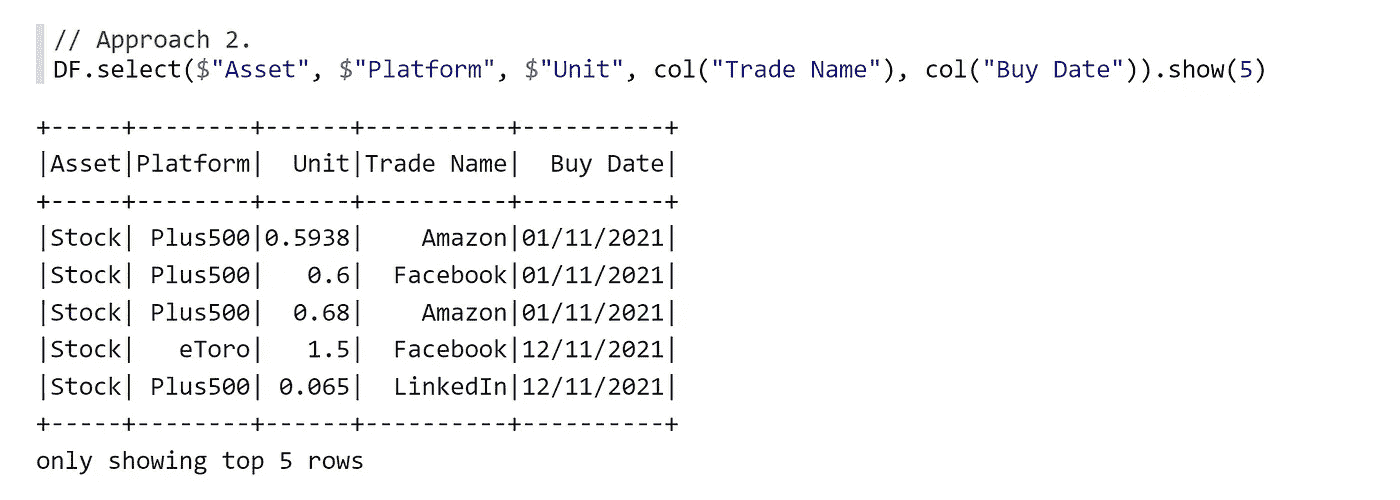 // Approach 2.
DF.select($"Asset", $"Platform", $"Unit", col("Trade Name"), col("Buy Date")).show(5)
+-----+--------+------+----------+----------+
|Asset|Platform|  Unit|Trade Name|  Buy Date|
+-----+--------+------+----------+----------+
|Stock| Plus500|0.5938|    Amazon|01/11/2021|
|Stock| Plus500|   0.6|  Facebook|01/11/2021|
|Stock| Plus500|  0.68|    Amazon|01/11/2021|
|Stock|   eToro|   1.5|  Facebook|12/11/2021|
|Stock| Plus500| 0.065|  LinkedIn|12/11/2021|
+-----+--------+------+----------+----------+
only showing top 5 rows